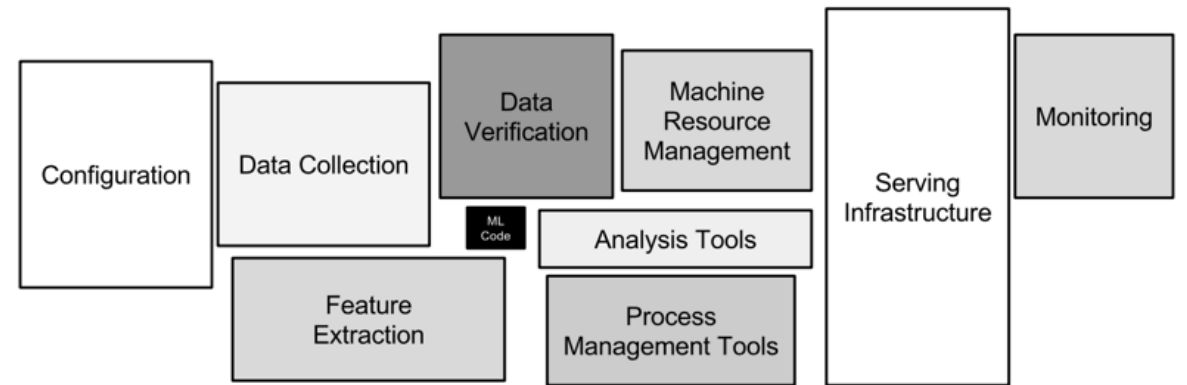 Configuration
Data Collection
Data
Verification
Machine
Resource
Management
Serving
Infrastructure
Monitoring
ML
Code
Analysis Tools
Feature
Extraction
Process
Management Tools